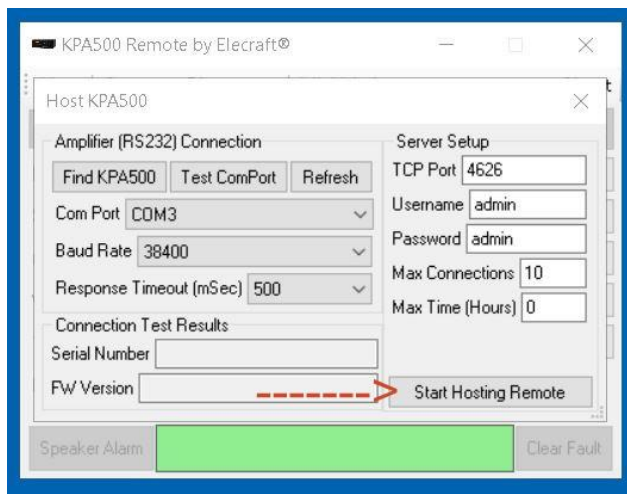 KPA500 Remote by Elecraft®
Host KPA500
Amplifier (RS232) Connection
Find KPA500 Test ComPort Refresh
Com Port COM3
Baud Rate 38400
Response Timeout (mSec) 500
Connection Test Results
Serial Number
FW Version
Server Setup
TCP Port 4626
Username admin
Password admin
Max Connections 10
Max Time (Hours) 0
Start Hosting Remote
Speaker Alarm Clear Fault